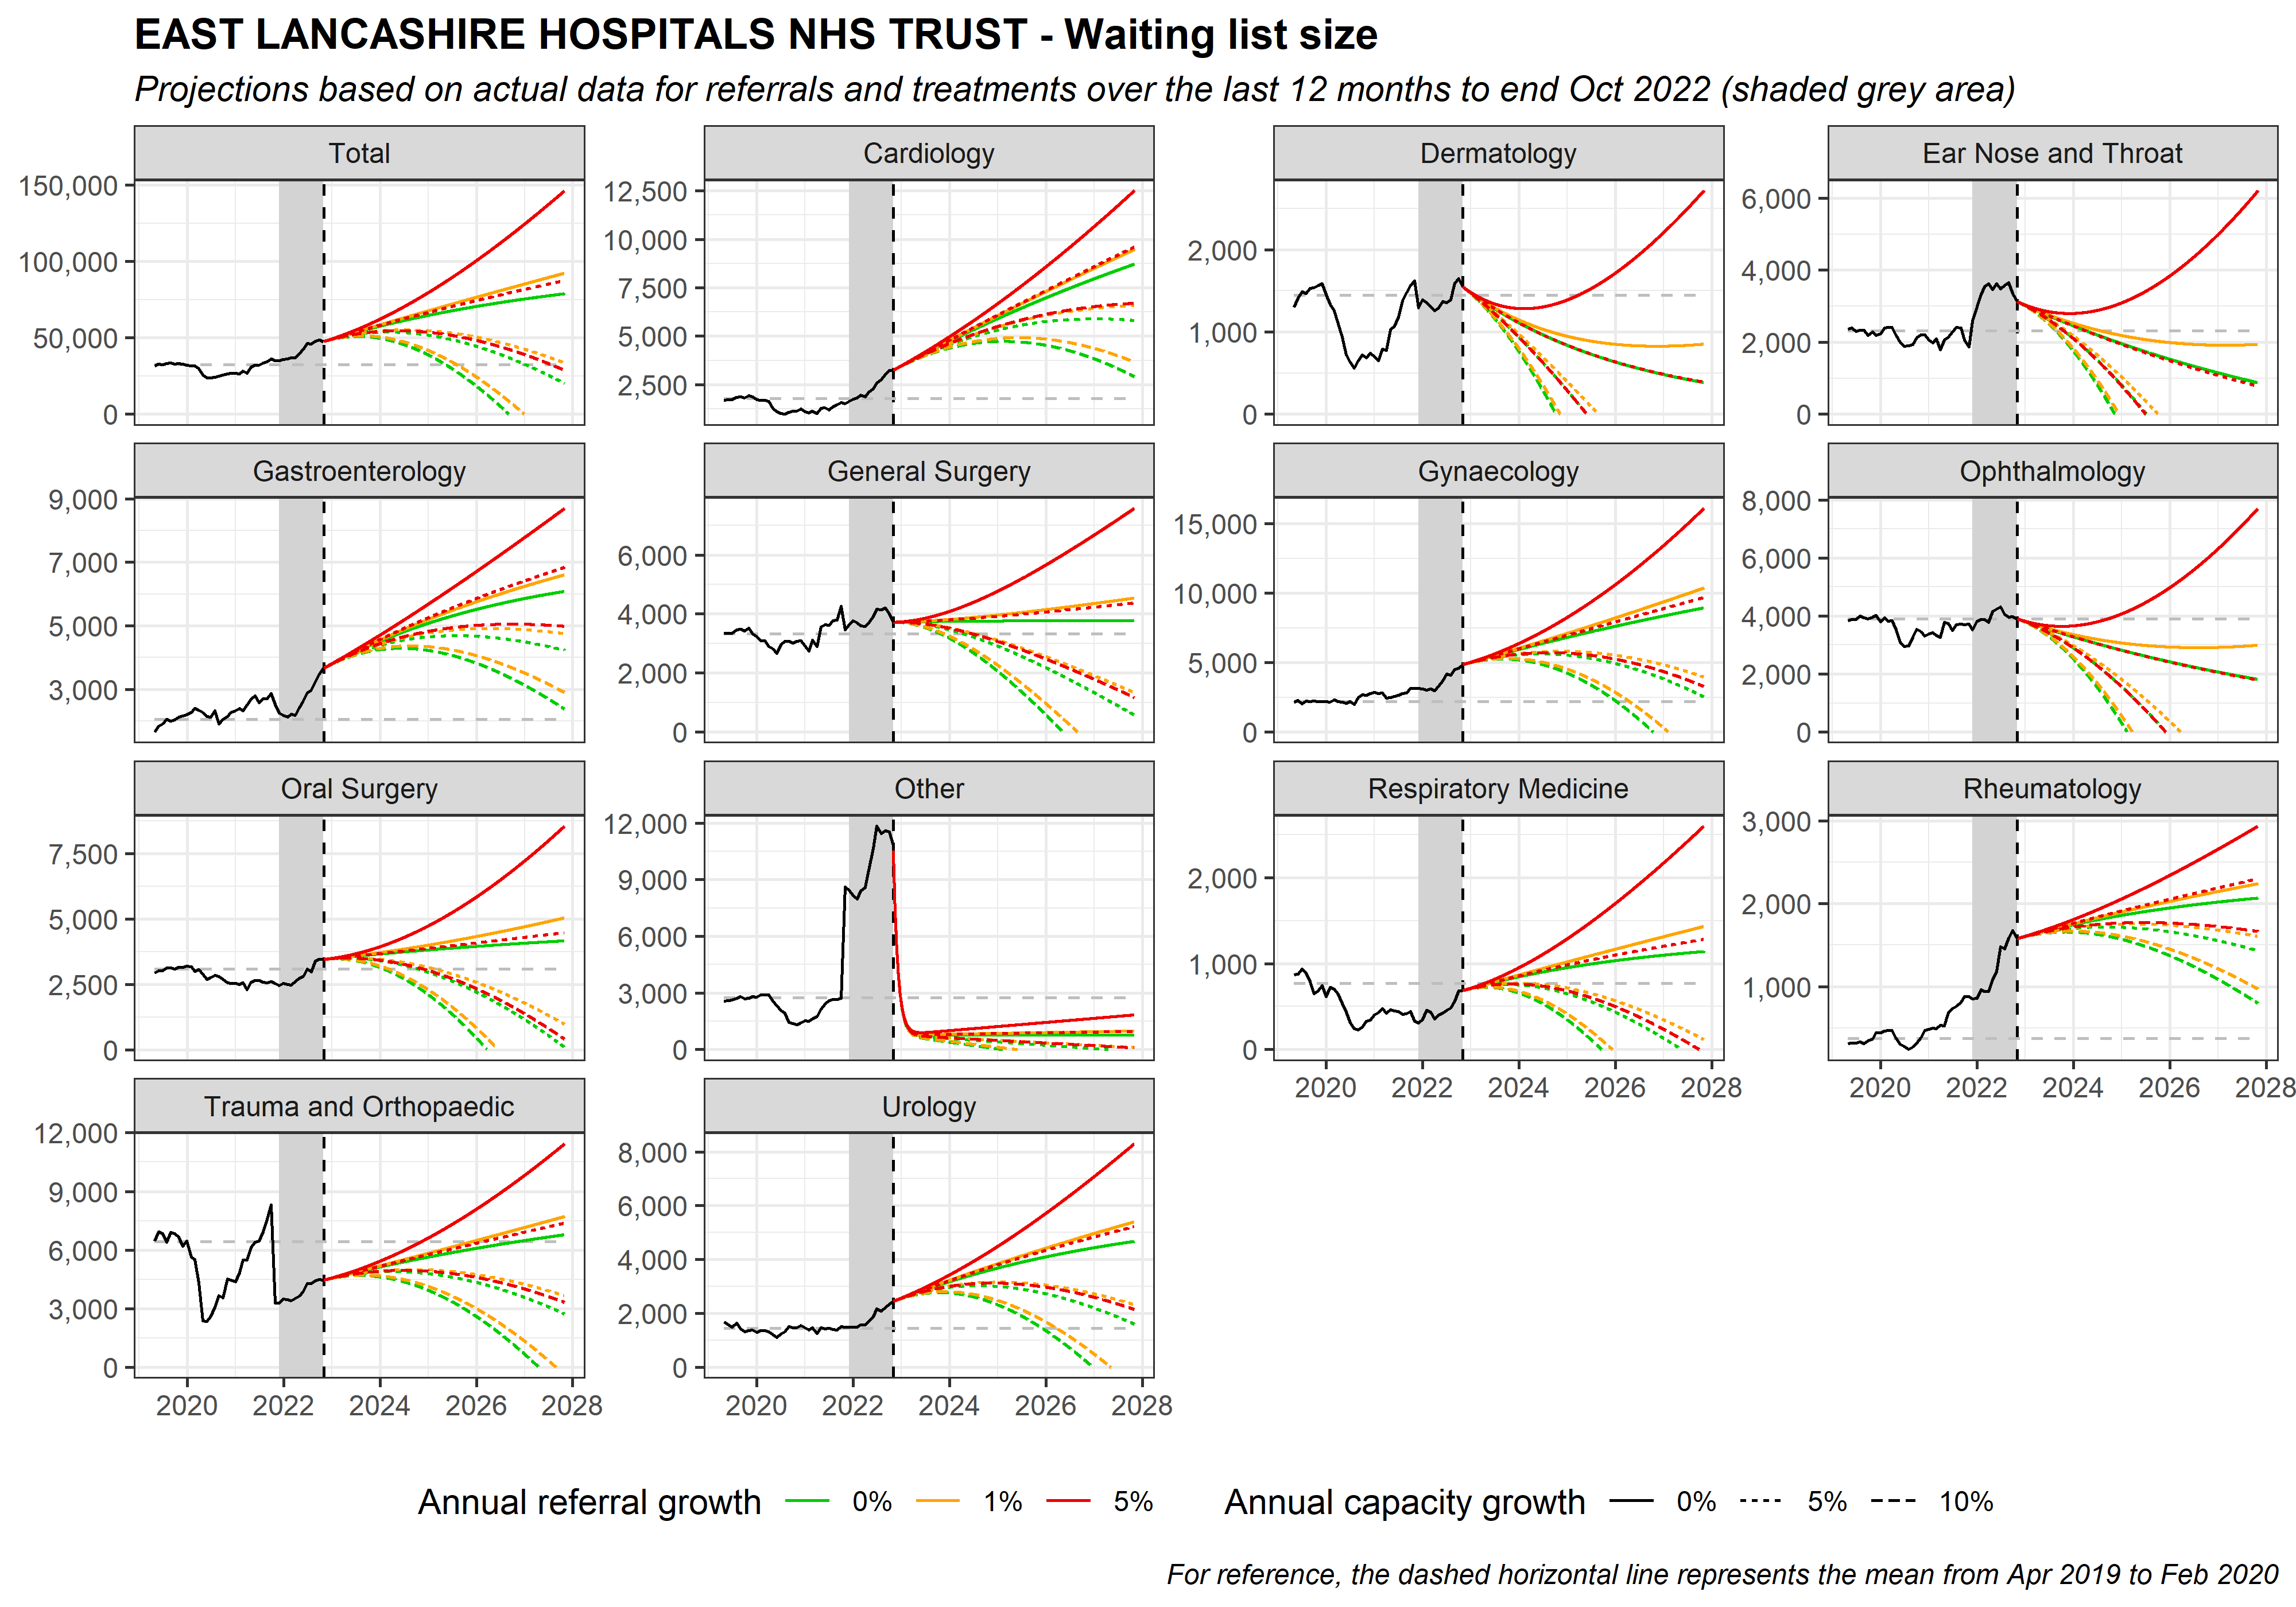 EAST LANCASHIRE HOSPITALS NHS TRUST - Waiting list size
Projections based on actual data for referrals and treatments over the last 12 months to end Oct 2022 (shaded grey area)
Total
150,000
100,000
50,000
0
Cardiology
12,500
10,000
7,500
5,000
2,500
Dermatology
2,000
1,000
0
Ear Nose and Throat
6,000
4,000
2,000
0
Gastroenterology
9,000
7,000
5,000
3,000
General Surgery
6,000
4,000
2,000
0
Gynaecology
15,000
10,000
5,000
0
Ophthalmology
8,000
6,000
4,000
2,000
0
Oral Surgery
7,500
5,000
2,500
0
Other
12,000
9,000
6,000
3,000
0
Respiratory Medicine
2,000
1,000
0
2020 2022 2024 2026 2028
Rheumatology
3,000
2,000
1,000
2020 2022 2024 2026 2028
Trauma and Orthopaedic
12,000
9,000
6,000
3,000
0
2020 2022 2024 2026 2028
Urology
8,000
6,000
4,000
2,000
0
2020 2022 2024 2026 2028
Annual referral growth 0% 1% 5% Annual capacity growth 0% 5% 10%
For reference, the dashed horizontal line represents the mean from Apr 2019 to Feb 2020